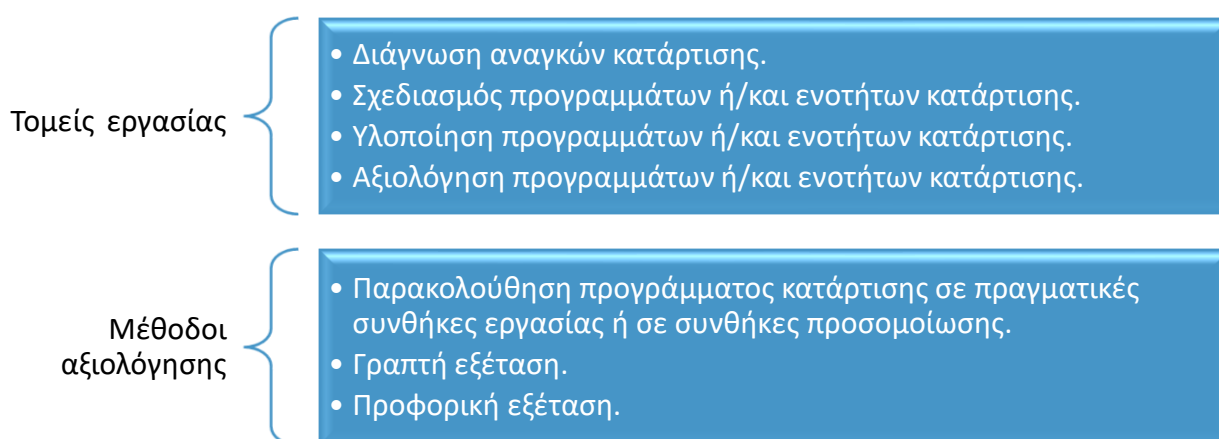 Τομείς εργασίας
• Διάγνωση αναγκών κατάρτισης.
• Σχεδιασμός προγραμμάτων ή/και ενοτήτων κατάρτισης.
• Υλοποίηση προγραμμάτων ή/και ενοτήτων κατάρτισης.
• Αξιολόγηση προγραμμάτων ή/και ενοτήτων κατάρτισης.
Μέθοδοι
αξιολόγησης
• Παρακολούθηση προγράμματος κατάρτισης σε πραγματικές
συνθήκες εργασίας ή σε συνθήκες προσομοίωσης.
• Γραπτή εξέταση.
• Προφορική εξέταση.